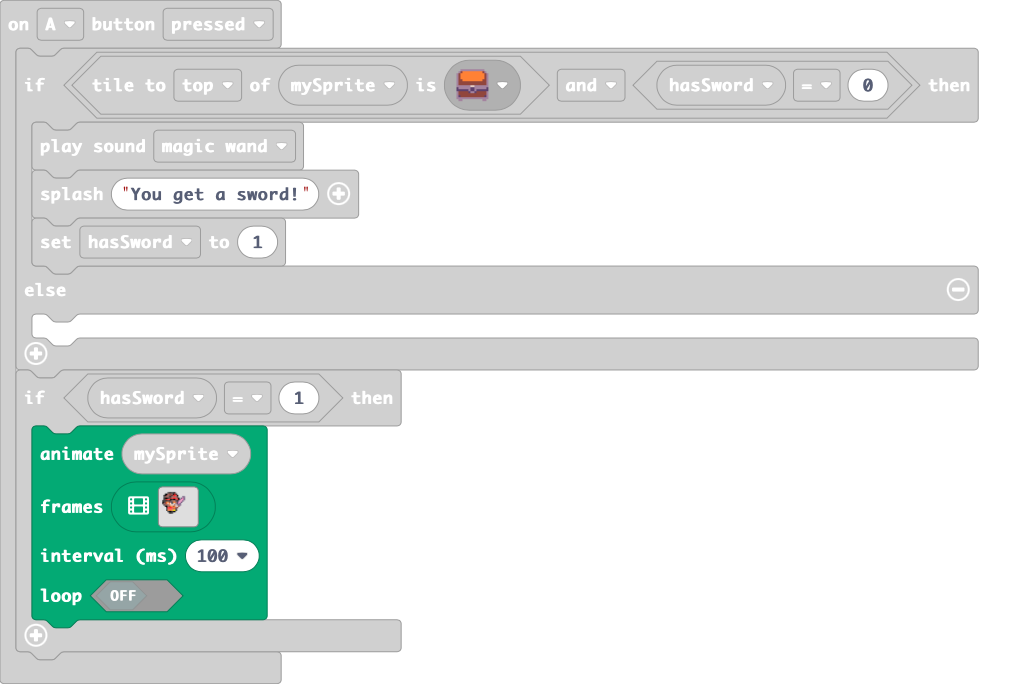 on A button pressed
if tile to top of mySprite is and hasSword = 0 then
play sound magic wand
splash "You get a sword!"
set hasSword to 1
else
if hasSword = 1 then
animate mySprite
frames
interval (ms) 100
loop OFF